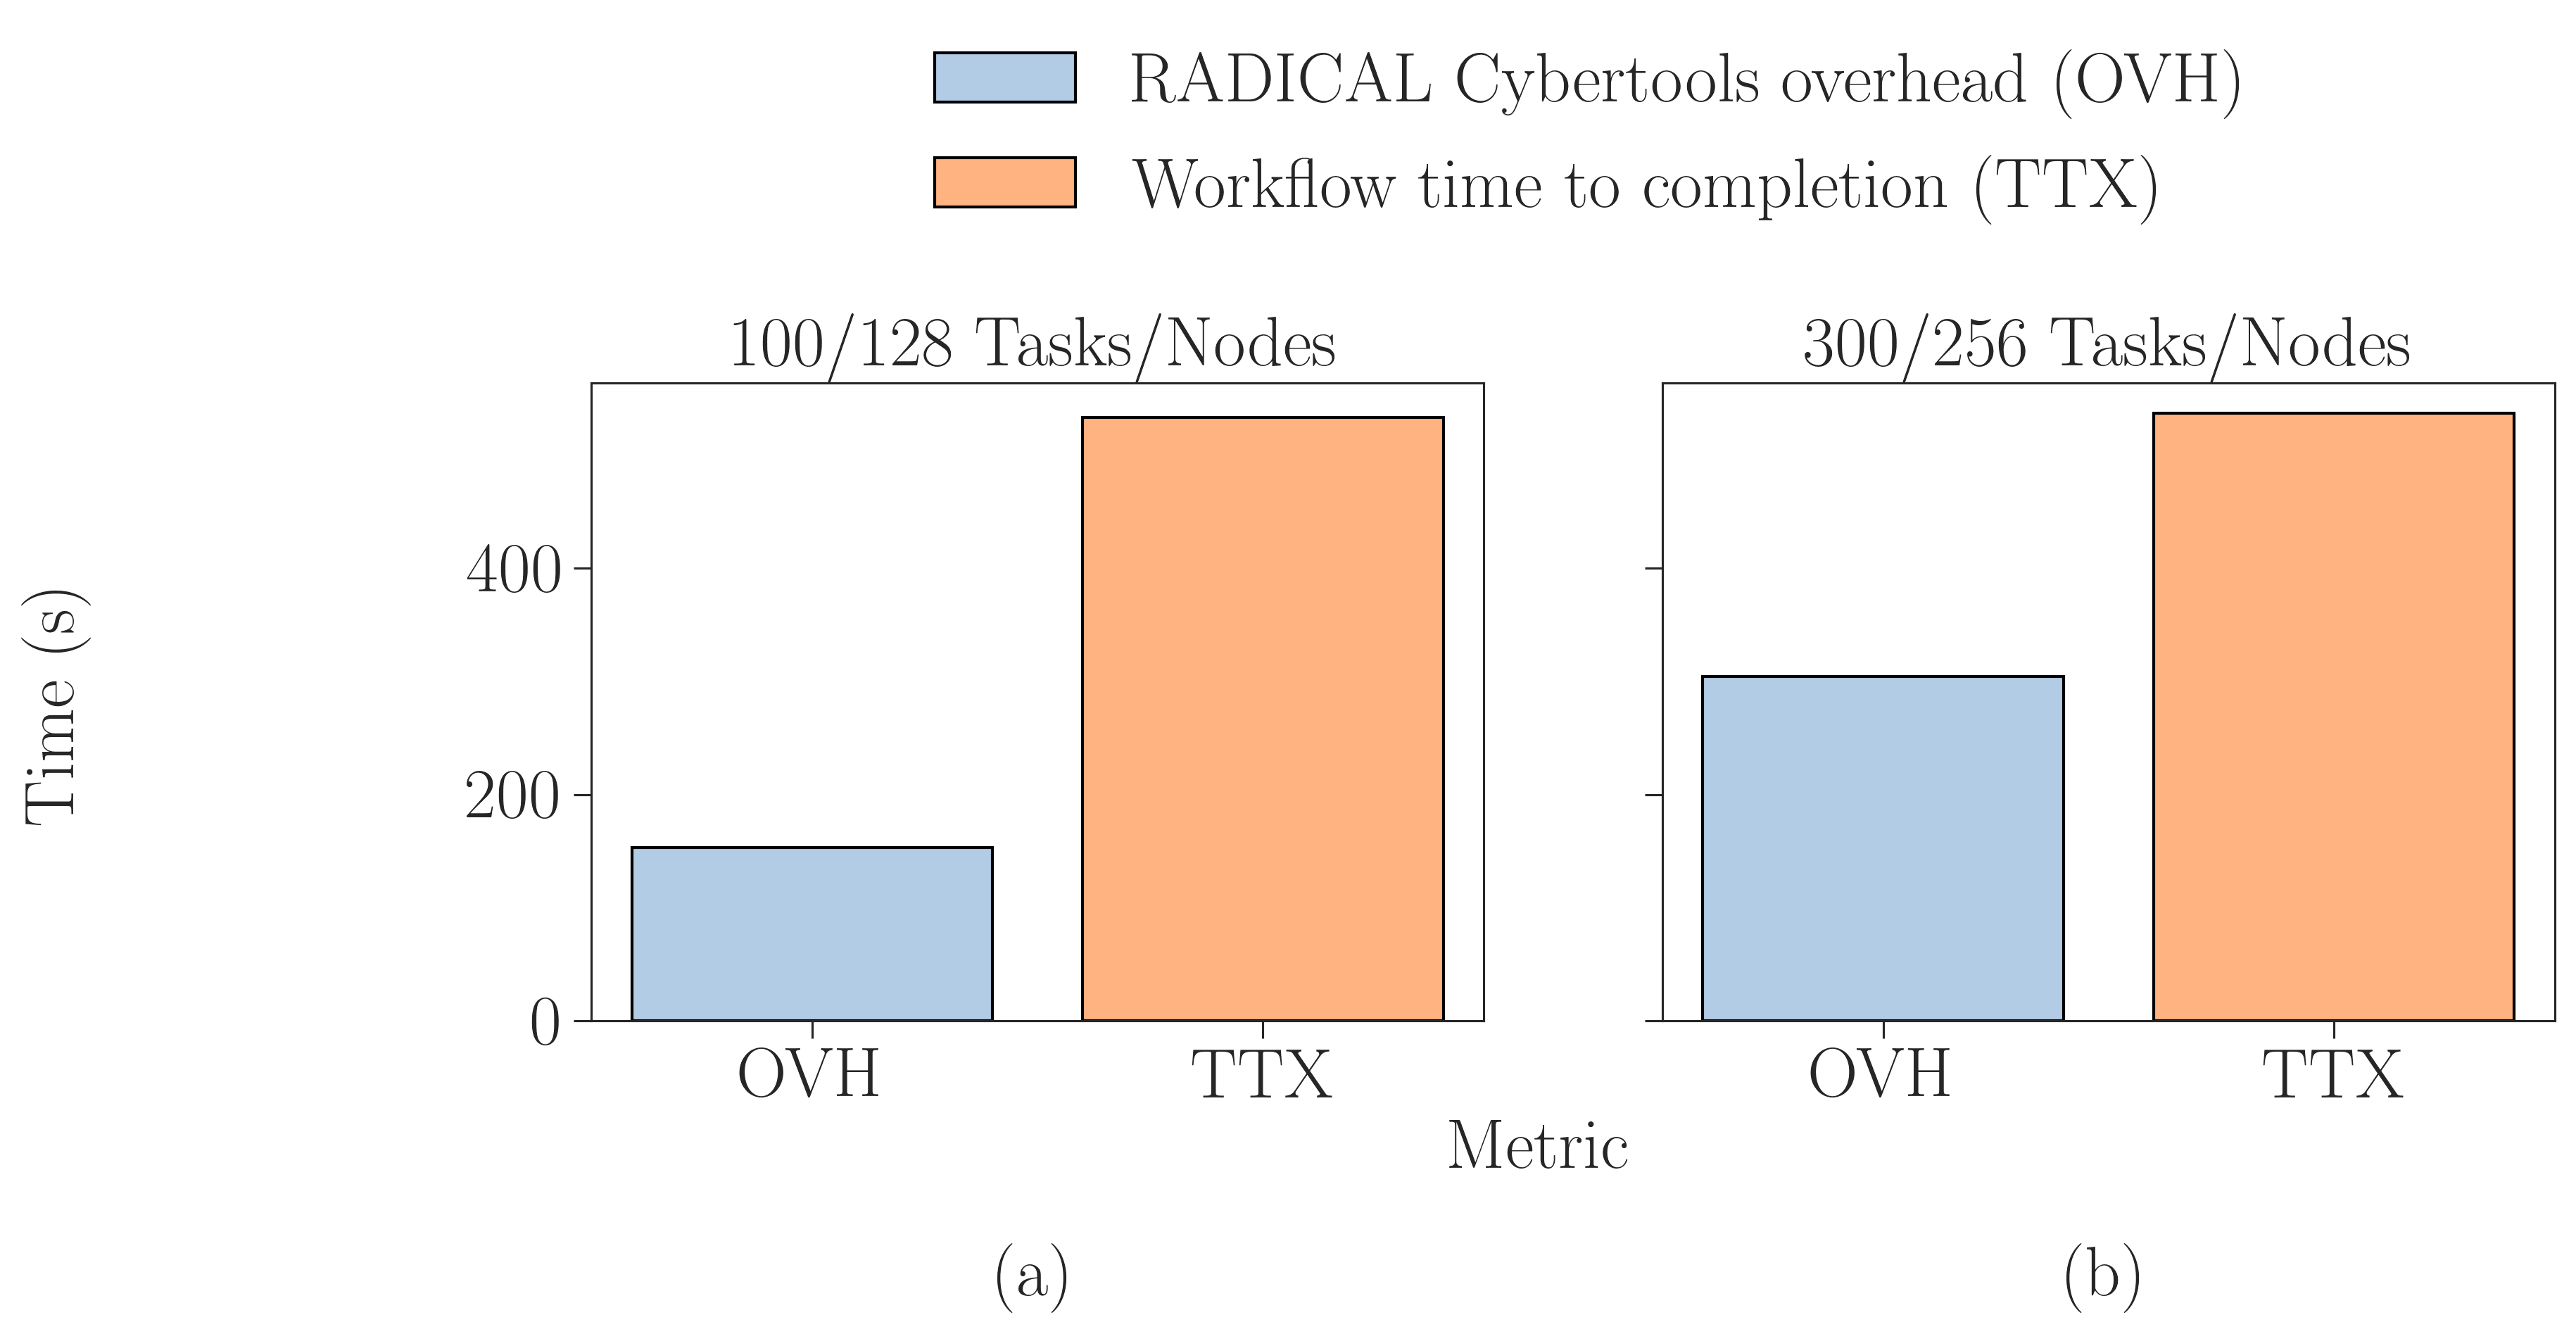 RADICAL Cybertools overhead (OVH)
Workflow time to completion (TTX)
100/128 Tasks/Nodes
300/256 Tasks/Nodes
Time (s)
400
200
0
OVH
TTX
OVH
TTX
Metric
(a)
(b)